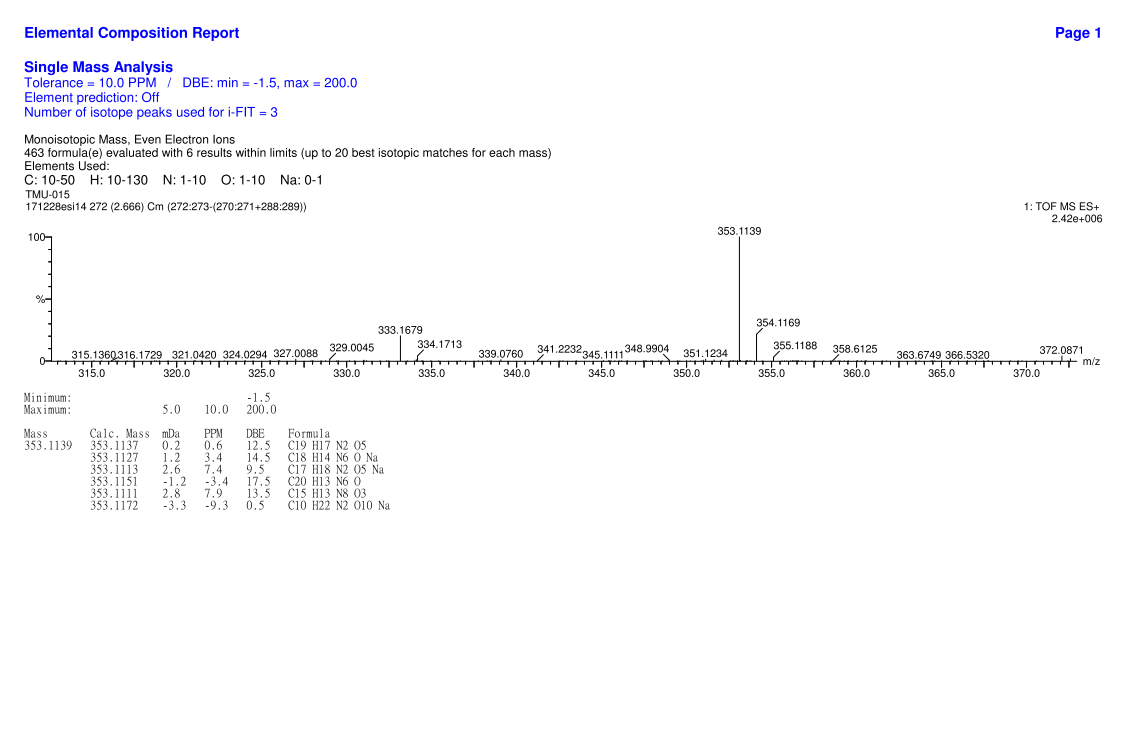 Elemental Composition Report Page 1
Single Mass Analysis
Tolerance = 10.0 PPM / DBE: min = -1.5, max = 200.0
Element prediction: Off
Number of isotope peaks used for i-FIT = 3
Monoisotopic Mass, Even Electron Ions
463 formula(e) evaluated with 6 results within limits (up to 20 best isotopic matches for each mass)
Elements Used:
C: 10-50 H: 10-130 N: 1-10 O: 1-10 Na: 0-1
TMU-015
171228esi14 272 (2.666) Cm (272:273-(270:271+288:289))
1: TOF MS ES+
2.42e+006
100
%
0
353.1139
354.1169
333.1679
334.1713
355.1188
315.1360 316.1729 321.0420 324.0294 327.0088 329.0045 339.0760 341.2232 345.1111 348.9904 351.1234 358.6125 363.6749 366.5320 372.0871
m/z
315.0 320.0 325.0 330.0 335.0 340.0 345.0 350.0 355.0 360.0 365.0 370.0
Minimum: -1.5
Maximum: 5.0 10.0 200.0
Mass Calc. Mass mDa PPM DBE Formula
353.1139 353.1137 0.2 0.6 12.5 C19 H17 N2 O5
353.1127 1.2 3.4 14.5 C18 H14 N6 O Na
353.1113 2.6 7.4 9.5 C17 H18 N2 O5 Na
353.1151 -1.2 -3.4 17.5 C20 H13 N6 O
353.1111 2.8 7.9 13.5 C15 H13 N8 O3
353.1172 -3.3 -9.3 0.5 C10 H22 N2 O10 Na